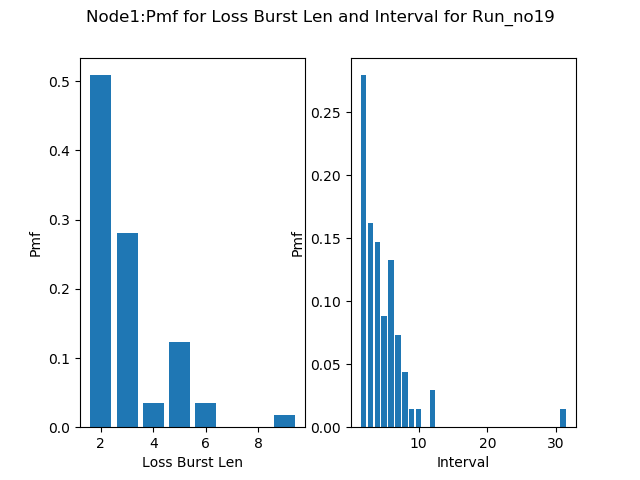 Node1:Pmf for Loss Burst Len and Interval for Run_no19
0.5
0.4
0.3
0.2
0.1
0.0
Pmf
2 4 6 8
Loss Burst Len
0.25
0.20
0.15
0.10
0.05
0.00
Pmf
10 20 30
Interval